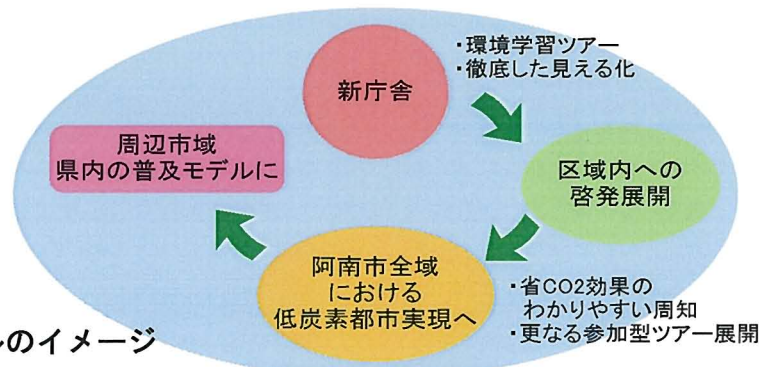 新庁舎
・環境学習ツアー
・徹底した見える化
区域内への
啓発展開
・省CO2効果の
わかりやすい周知
・更なる参加型ツアー展開
阿南市全域
における
低炭素都市実現へ
周辺市域
県内の普及モデルに
のイメージ